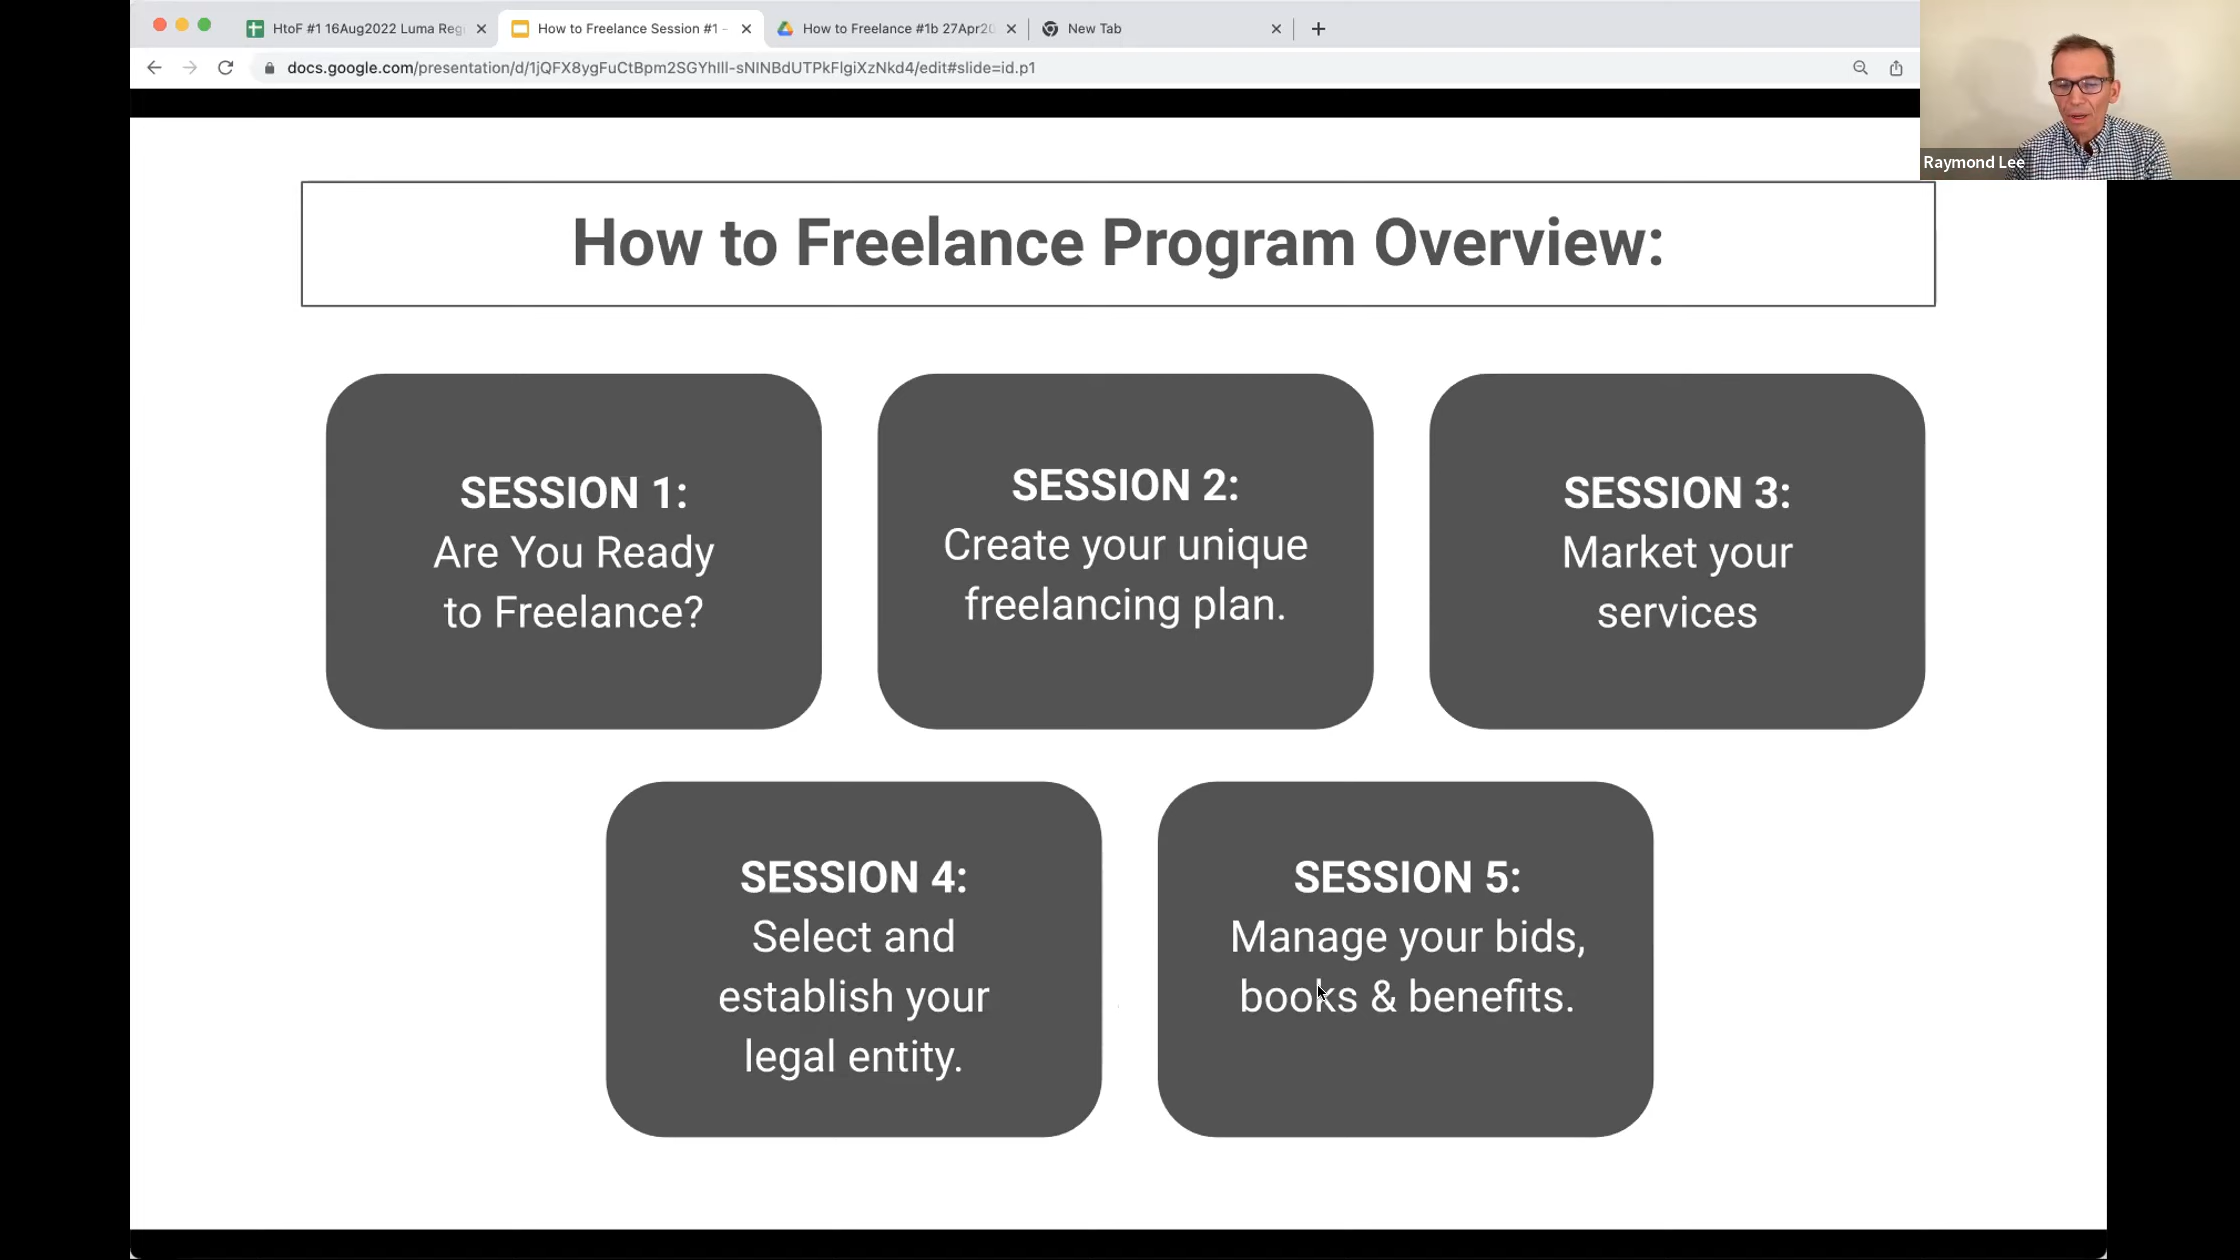 HtoF #1 16Aug2022 Luma Reg
How to Freelance Session #1 -
How to Freelance #1b 27Apr20
New Tab
docs.google.com/presentation/d/1jQFX8ygFuCtBpm2SGYhIll-sNINBdUTPkFlgiXzNkd4/edit#slide=id.p1
Raymond Lee
How to Freelance Program Overview:
SESSION 1:
Are You Ready
to Freelance?
SESSION 2:
Create your unique
freelancing plan.
SESSION 3:
Market your
services
SESSION 4:
Select and
establish your
legal entity.
SESSION 5:
Manage your bids,
books & benefits.